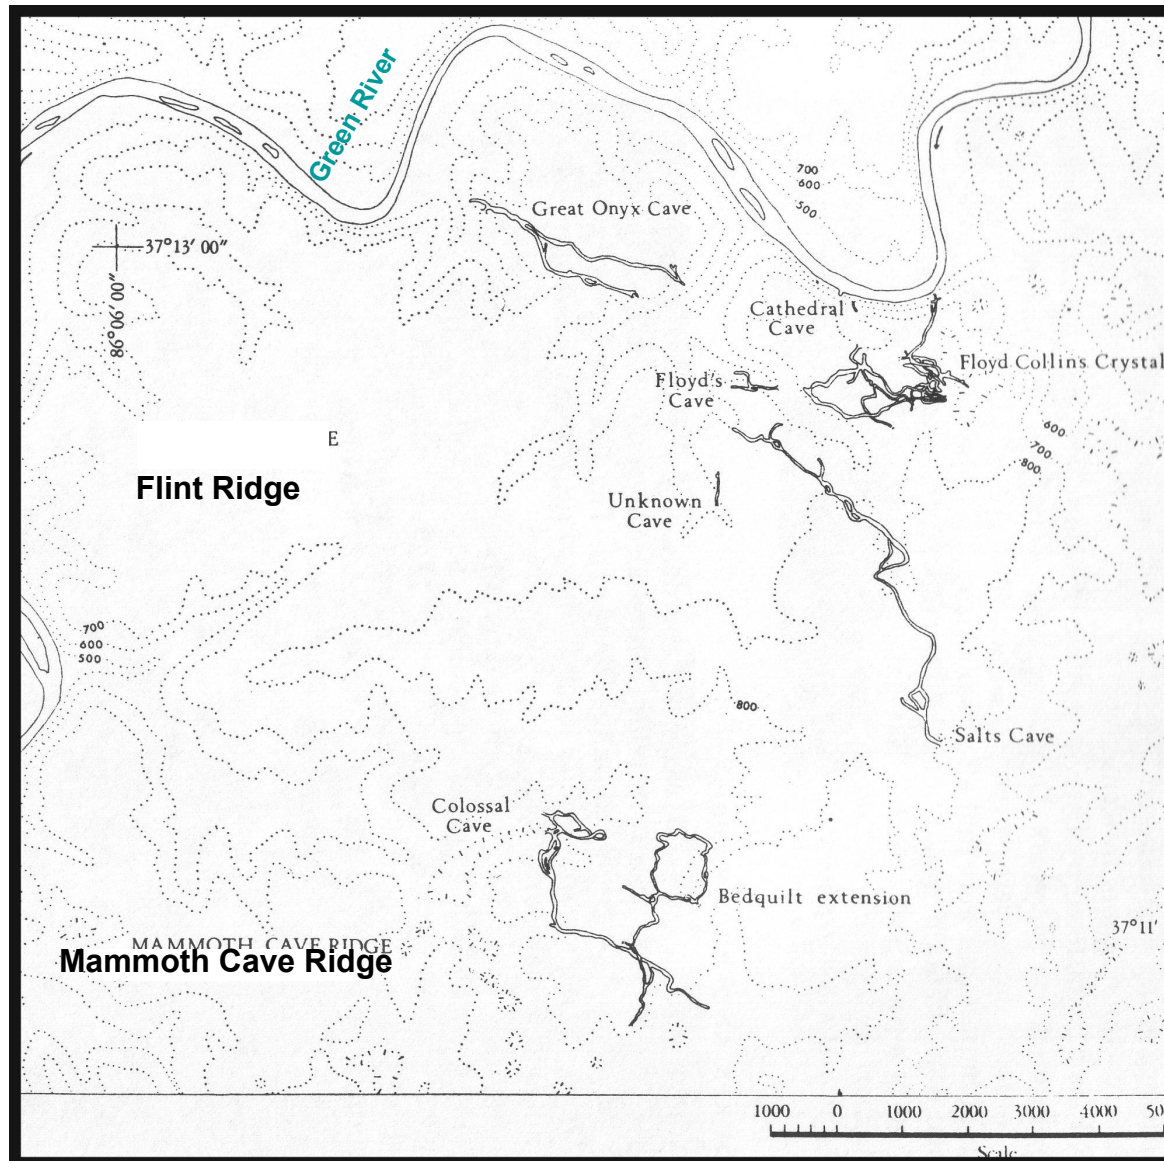 Green River
700
600
500
Great Onyx Cave
37°13' 00"
86°06' 00"
Cathedral
Cave
Floyd Collins Crystal
Floyd's
Cave
600
700
800
E
Flint Ridge
Unknown
Cave
700
600
500
800
Salts Cave
Colossal
Cave
Bedquilt extension
37°11'
MAMMOTH CAVE RIDGE
Mammoth Cave Ridge
1000 0 1000 2000 3000 4000 50
Scale